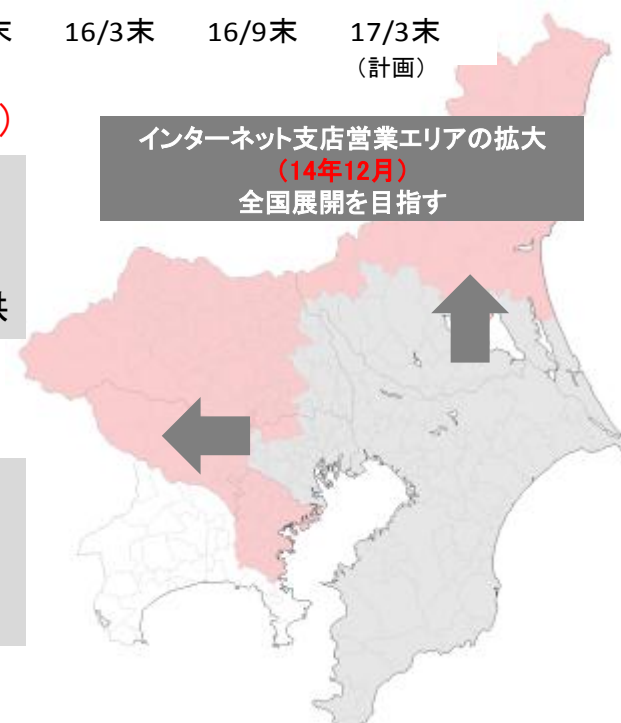 末 16/3末 16/9末 17/3末
(計画)
)
インターネット支店営業エリアの拡大
(14年12月)
全国展開を目指す